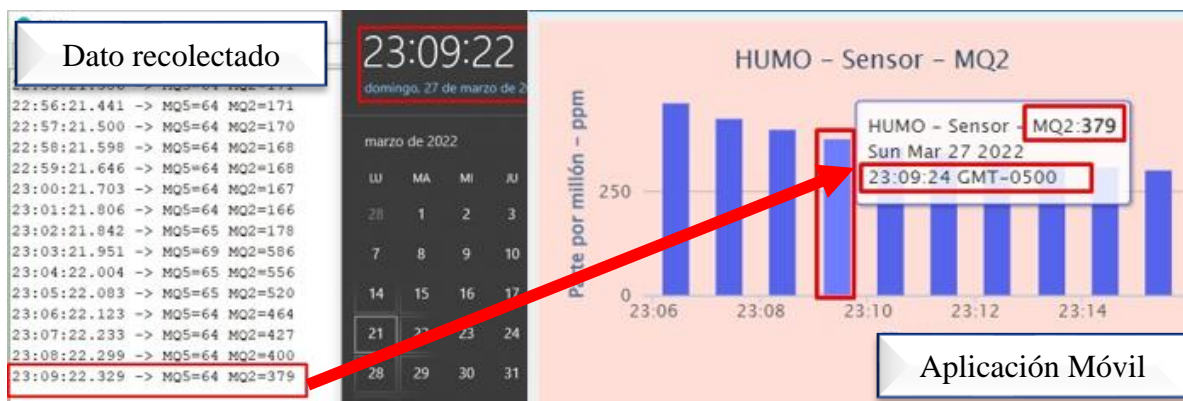 Dato recolectado
22:56:21.441 -> MQ5=64 MQ2=171
22:57:21.500 -> MQ5=64 MQ2=170
22:58:21.598 -> MQ5=64 MQ2=168
22:59:21.646 -> MQ5=64 MQ2=168
23:00:21.703 -> MQ5=64 MQ2=167
23:01:21.806 -> MQ5=64 MQ2=166
23:02:21.842 -> MQ5=65 MQ2=178
23:03:21.951 -> MQ5=69 MQ2=586
23:04:22.004 -> MQ5=65 MQ2=556
23:05:22.083 -> MQ5=65 MQ2=520
23:06:22.123 -> MQ5=64 MQ2=464
23:07:22.233 -> MQ5=64 MQ2=427
23:08:22.299 -> MQ5=64 MQ2=400
23:09:22.329 -> MQ5=64 MQ2=379
23:09:22
domingo, 27 de marzo de 2
marzo de 2022
LU MA MI JU
28 1 2 3
7 8 9 10
14 15 16 17
21 22 23 24
28 29 30 31
HUMO - Sensor - MQ2
Parte por millón - ppm
250
0
HUMO - Sensor - MQ2:379
Sun Mar 27 2022
23:09:24 GMT-0500
23:06 23:08 23:10 23:12 23:14
Aplicación Móvil